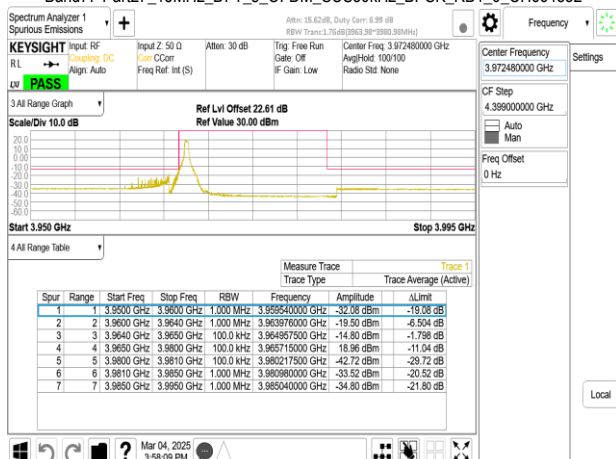 Spectrum Analyzer 1
Spurious Emissions
Attn: 15.62dB, Duty Corr: 6.99 dB
RBW Tranc:1.76dB(3963.98~3980.98MHz)
Frequency
KEYSIGHT Input: RF
Coupling: DC
Align: Auto
Input Z: 50 Ω
Corr CCorr
Freq Ref: Int (S)
Atten: 30 dB
Trig: Free Run
Gate: Off
IF Gain: Low
Center Freq: 3.972480000 GHz
Avg|Hold: 100/100
Radio Std: None
RL
LXI PASS
Center Frequency
3.972480000 GHz
Settings
CF Step
4.399000000 GHz
Auto
Man
Freq Offset
0 Hz
3 All Range Graph
Scale/Div 10.0 dB
Ref Lvl Offset 22.61 dB
Ref Value 30.00 dBm
20.0
10.0
0.00
-10.0
-20.0
-30.0
-40.0
-50.0
-60.0
Start 3.950 GHz
Stop 3.995 GHz
4 All Range Table
Measure Trace Trace 1
Trace Type Trace Average (Active)
Spur Range Start Freq Stop Freq RBW Frequency Amplitude ΔLimit
1 1 3.9500 GHz 3.9600 GHz 1.000 MHz 3.959540000 GHz -32.08 dBm -19.08 dB
2 2 3.9600 GHz 3.9640 GHz 1.000 MHz 3.963976000 GHz -19.50 dBm -6.504 dB
3 3 3.9640 GHz 3.9650 GHz 100.0 kHz 3.964957500 GHz -14.80 dBm -1.798 dB
4 4 3.9650 GHz 3.9800 GHz 100.0 kHz 3.965715000 GHz 18.96 dBm -11.04 dB
5 5 3.9800 GHz 3.9810 GHz 100.0 kHz 3.980217500 GHz -42.72 dBm -29.72 dB
6 6 3.9810 GHz 3.9850 GHz 1.000 MHz 3.980980000 GHz -33.52 dBm -20.52 dB
7 7 3.9850 GHz 3.9950 GHz 1.000 MHz 3.985040000 GHz -34.80 dBm -21.80 dB
Local
Mar 04, 2025
3:58:09 PM